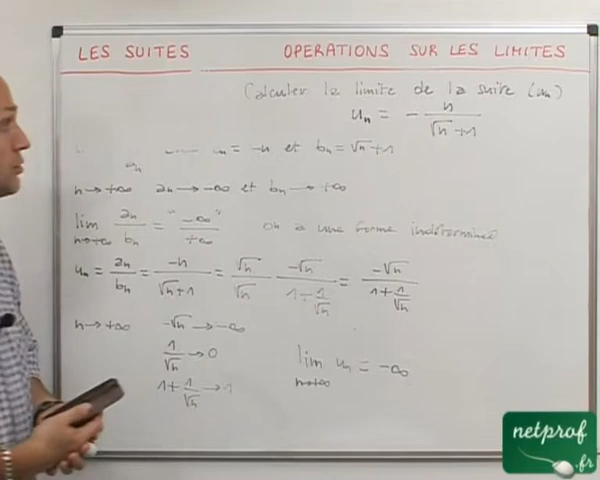 LES SUITES OPERATIONS SUR LES LIMITES
Calculer la limite de la suite (un)
un = - n / (√n + 1)
un = -n et bn = √n + 1
n → +∞ an → -∞ et bn → +∞
lim n→+∞ an / bn = "-∞ / +∞" on a une forme indéterminée
un = an / bn = -n / (√n + 1) = √n / √n -√n / (1 + 1/√n) = -√n / (1 + 1/√n)
n → +∞ -√n → -∞
1/√n → 0
1 + 1/√n → 1
lim n→+∞ un = -∞
netprof
.fr